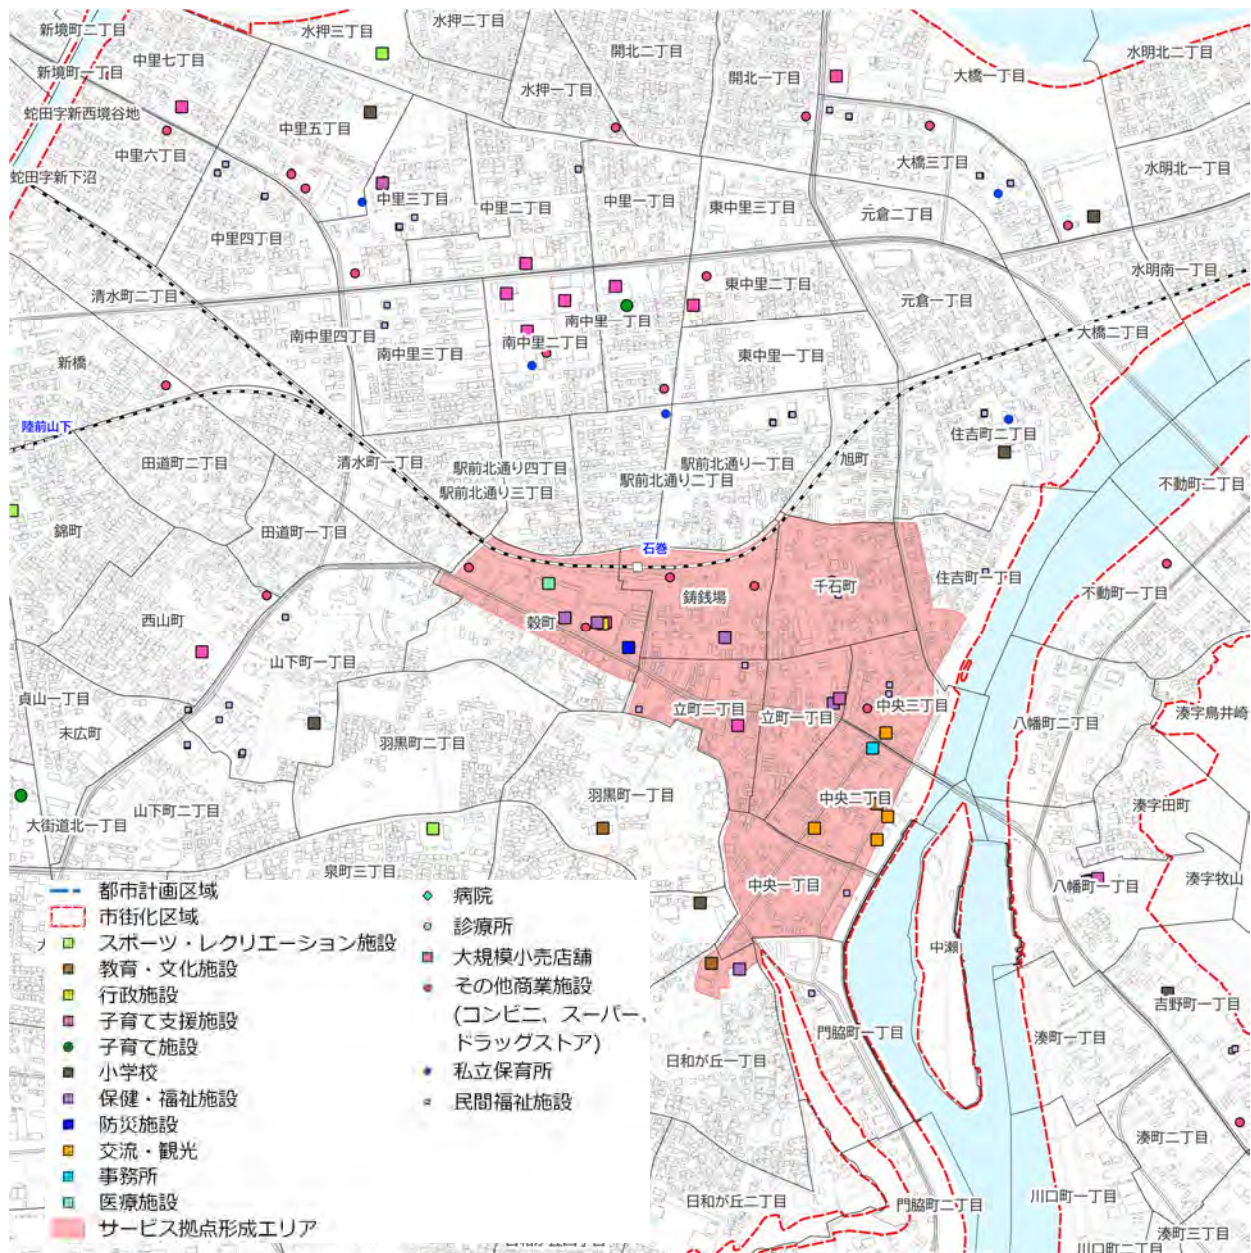 新境町二丁目
水押三丁目
水押二丁目
開北二丁目
水明北二丁目
中里七丁目
新境町一丁目
開北一丁目
大橋一丁目
水押一丁目
蛇田字新西境谷地
中里五丁目
中里六丁目
大橋三丁目
水明北一丁目
蛇田字新下沼
中里三丁目
中里二丁目
中里一丁目
東中里三丁目
元倉二丁目
中里四丁目
水明南一丁目
清水町二丁目
東中里二丁目
元倉一丁目
南中里四丁目
南中里一丁目
大橋二丁目
新橋
南中里三丁目
南中里二丁目
東中里一丁目
陸前山下
住吉町二丁目
田道町二丁目
清水町一丁目
駅前北通り四丁目
駅前北通り一丁目
旭町
駅前北通り三丁目
駅前北通り二丁目
不動町二丁目
錦町
田道町一丁目
石巻
住吉町一丁目
千石町
鋳銭場
不動町一丁目
西山町
穀町
山下町一丁目
貞山一丁目
立町二丁目
立町一丁目
中央三丁目
八幡町二丁目
湊字鳥井崎
末広町
羽黒町二丁目
羽黒町一丁目
中央二丁目
湊字田町
山下町二丁目
大街道北一丁目
泉町三丁目
中央一丁目
八幡町一丁目
湊字牧山
中瀬
吉野町一丁目
門脇町一丁目
湊町一丁目
日和が丘一丁目
湊町二丁目
日和が丘二丁目
門脇町二丁目
川口町一丁目
湊町三丁目
川口町二丁目
都市計画区域
市街化区域
スポーツ・レクリエーション施設
教育・文化施設
行政施設
子育て支援施設
子育て施設
小学校
保健・福祉施設
防災施設
交流・観光
事務所
医療施設
サービス拠点形成エリア
病院
診療所
大規模小売店舗
その他商業施設
(コンビニ、スーパー、
ドラッグストア)
私立保育所
民間福祉施設